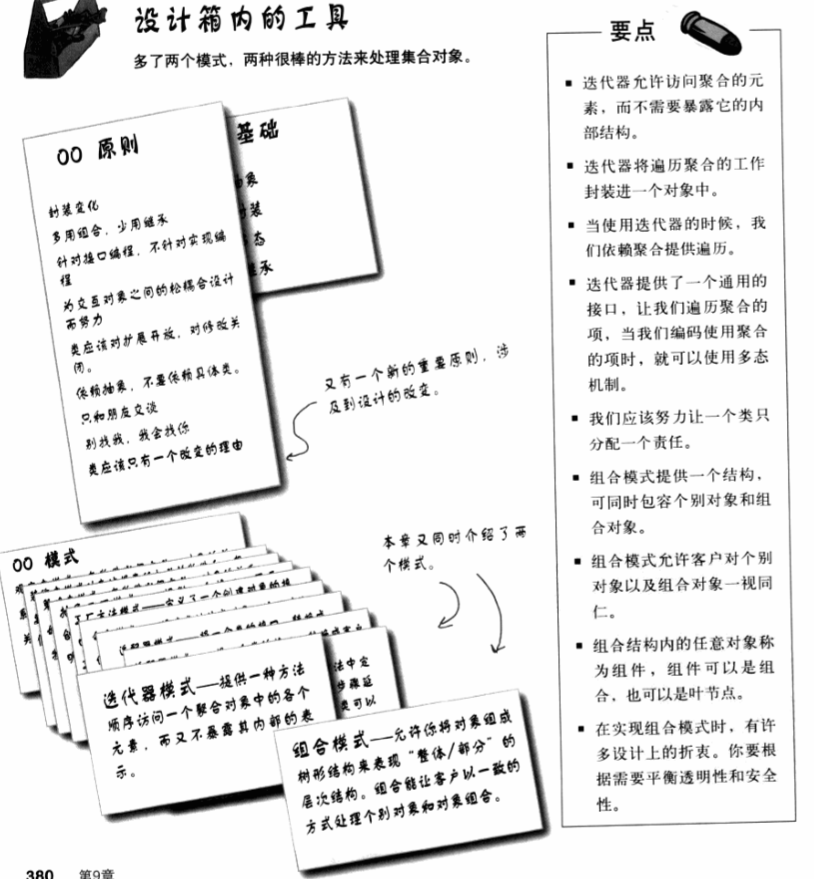 设计箱内的工具
多了两个模式，两种很棒的方法来处理集合对象。
OO 原则
封装变化
多用组合，少用继承
针对接口编程，不针对实现编
程
为交互对象之间的松耦合设计
而努力
类应该对扩展开放，对修改关
闭。
依赖抽象，不要依赖具体类。
只和朋友交谈
别找我，我会找你
类应该只有一个改变的理由
基础
象
装
态
承
又有一个新的重要原则，涉
及到设计的改变。
本章又同时介绍了两
个模式。
OO 模式
工厂方法模式——定义了一个创建对象的接
迭代器模式——提供一种方法
顺序访问一个聚合对象中的各个
元素，而又不暴露其内部的表
示。
法中定
步骤延
类可以
组合模式——允许你将对象组成
树形结构来表现“整体/部分”的
层次结构。组合能让客户以一致的
方式处理个别对象和对象组合。
要点
▪ 迭代器允许访问聚合的元
素，而不需要暴露它的内
部结构。
▪ 迭代器将遍历聚合的工作
封装进一个对象中。
▪ 当使用迭代器的时候，我
们依赖聚合提供遍历。
▪ 迭代器提供了一个通用的
接口，让我们遍历聚合的
项，当我们编码使用聚合
的项时，就可以使用多态
机制。
▪ 我们应该努力让一个类只
分配一个责任。
▪ 组合模式提供一个结构，
可同时包容个别对象和组
合对象。
▪ 组合模式允许客户对个别
对象以及组合对象一视同
仁。
▪ 组合结构内的任意对象称
为组件，组件可以是组
合，也可以是叶节点。
▪ 在实现组合模式时，有许
多设计上的折衷。你要根
据需要平衡透明性和安全
性。
380 第9章